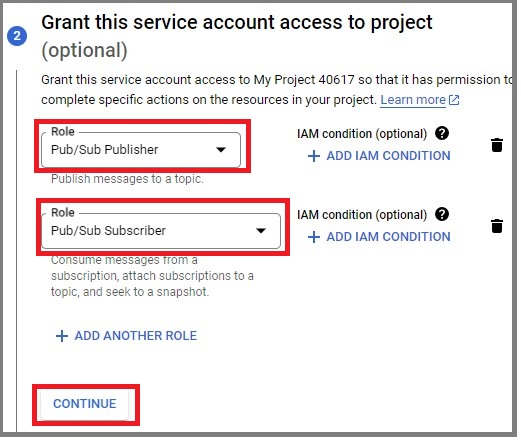 2
Grant this service account access to project
(optional)
Grant this service account access to My Project 40617 so that it has permission to
complete specific actions on the resources in your project. Learn more
Role
Pub/Sub Publisher
IAM condition (optional) ?
+ ADD IAM CONDITION
Publish messages to a topic.
Role
Pub/Sub Subscriber
IAM condition (optional) ?
+ ADD IAM CONDITION
Consume messages from a
subscription, attach subscriptions to a
topic, and seek to a snapshot.
+ ADD ANOTHER ROLE
CONTINUE